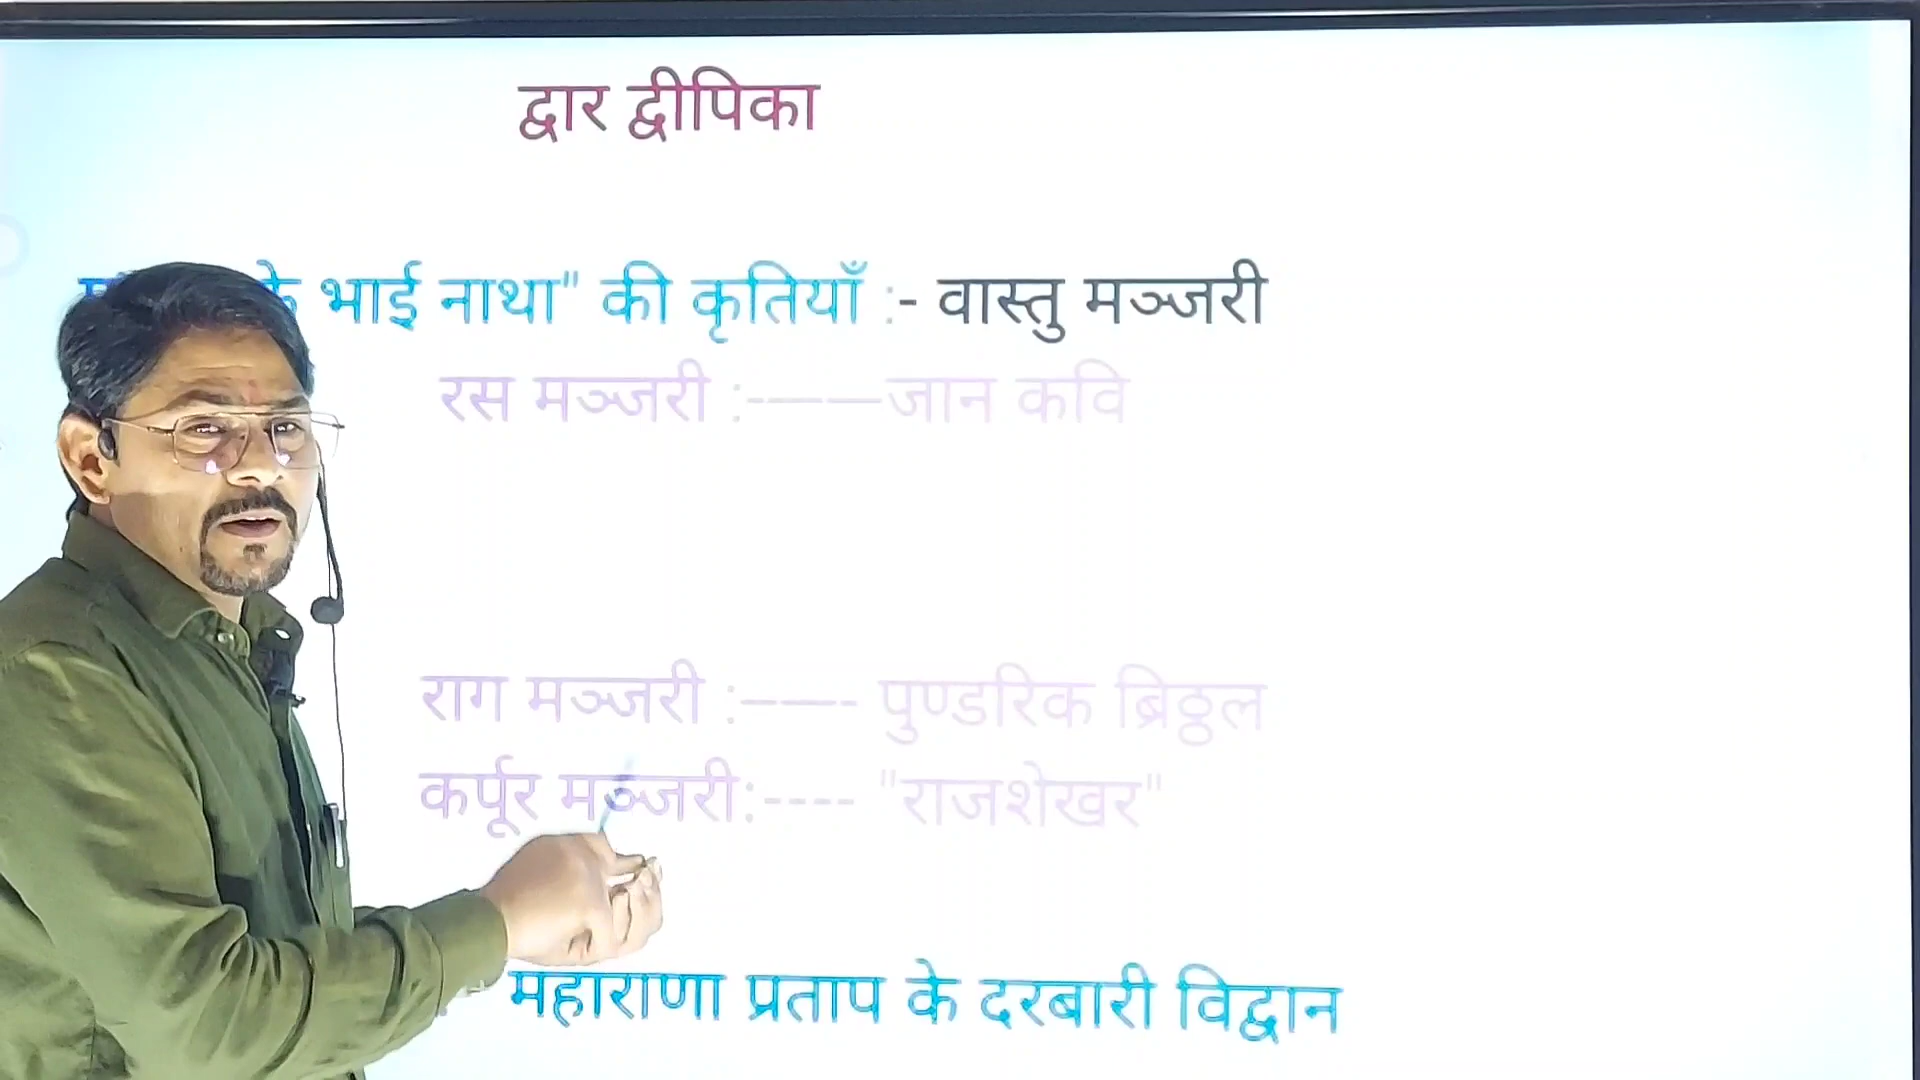 द्वार द्वीपिका
के भाई नाथा" की कृतियाँ :- वास्तु मञ्जरी
रस मञ्जरी :-——जान कवि
राग मञ्जरी :-—-- पुण्डरिक ब्रिठ्ठल
कर्पूर मञ्जरी:---- "राजशेखर"
महाराणा प्रताप के दरबारी विद्वान